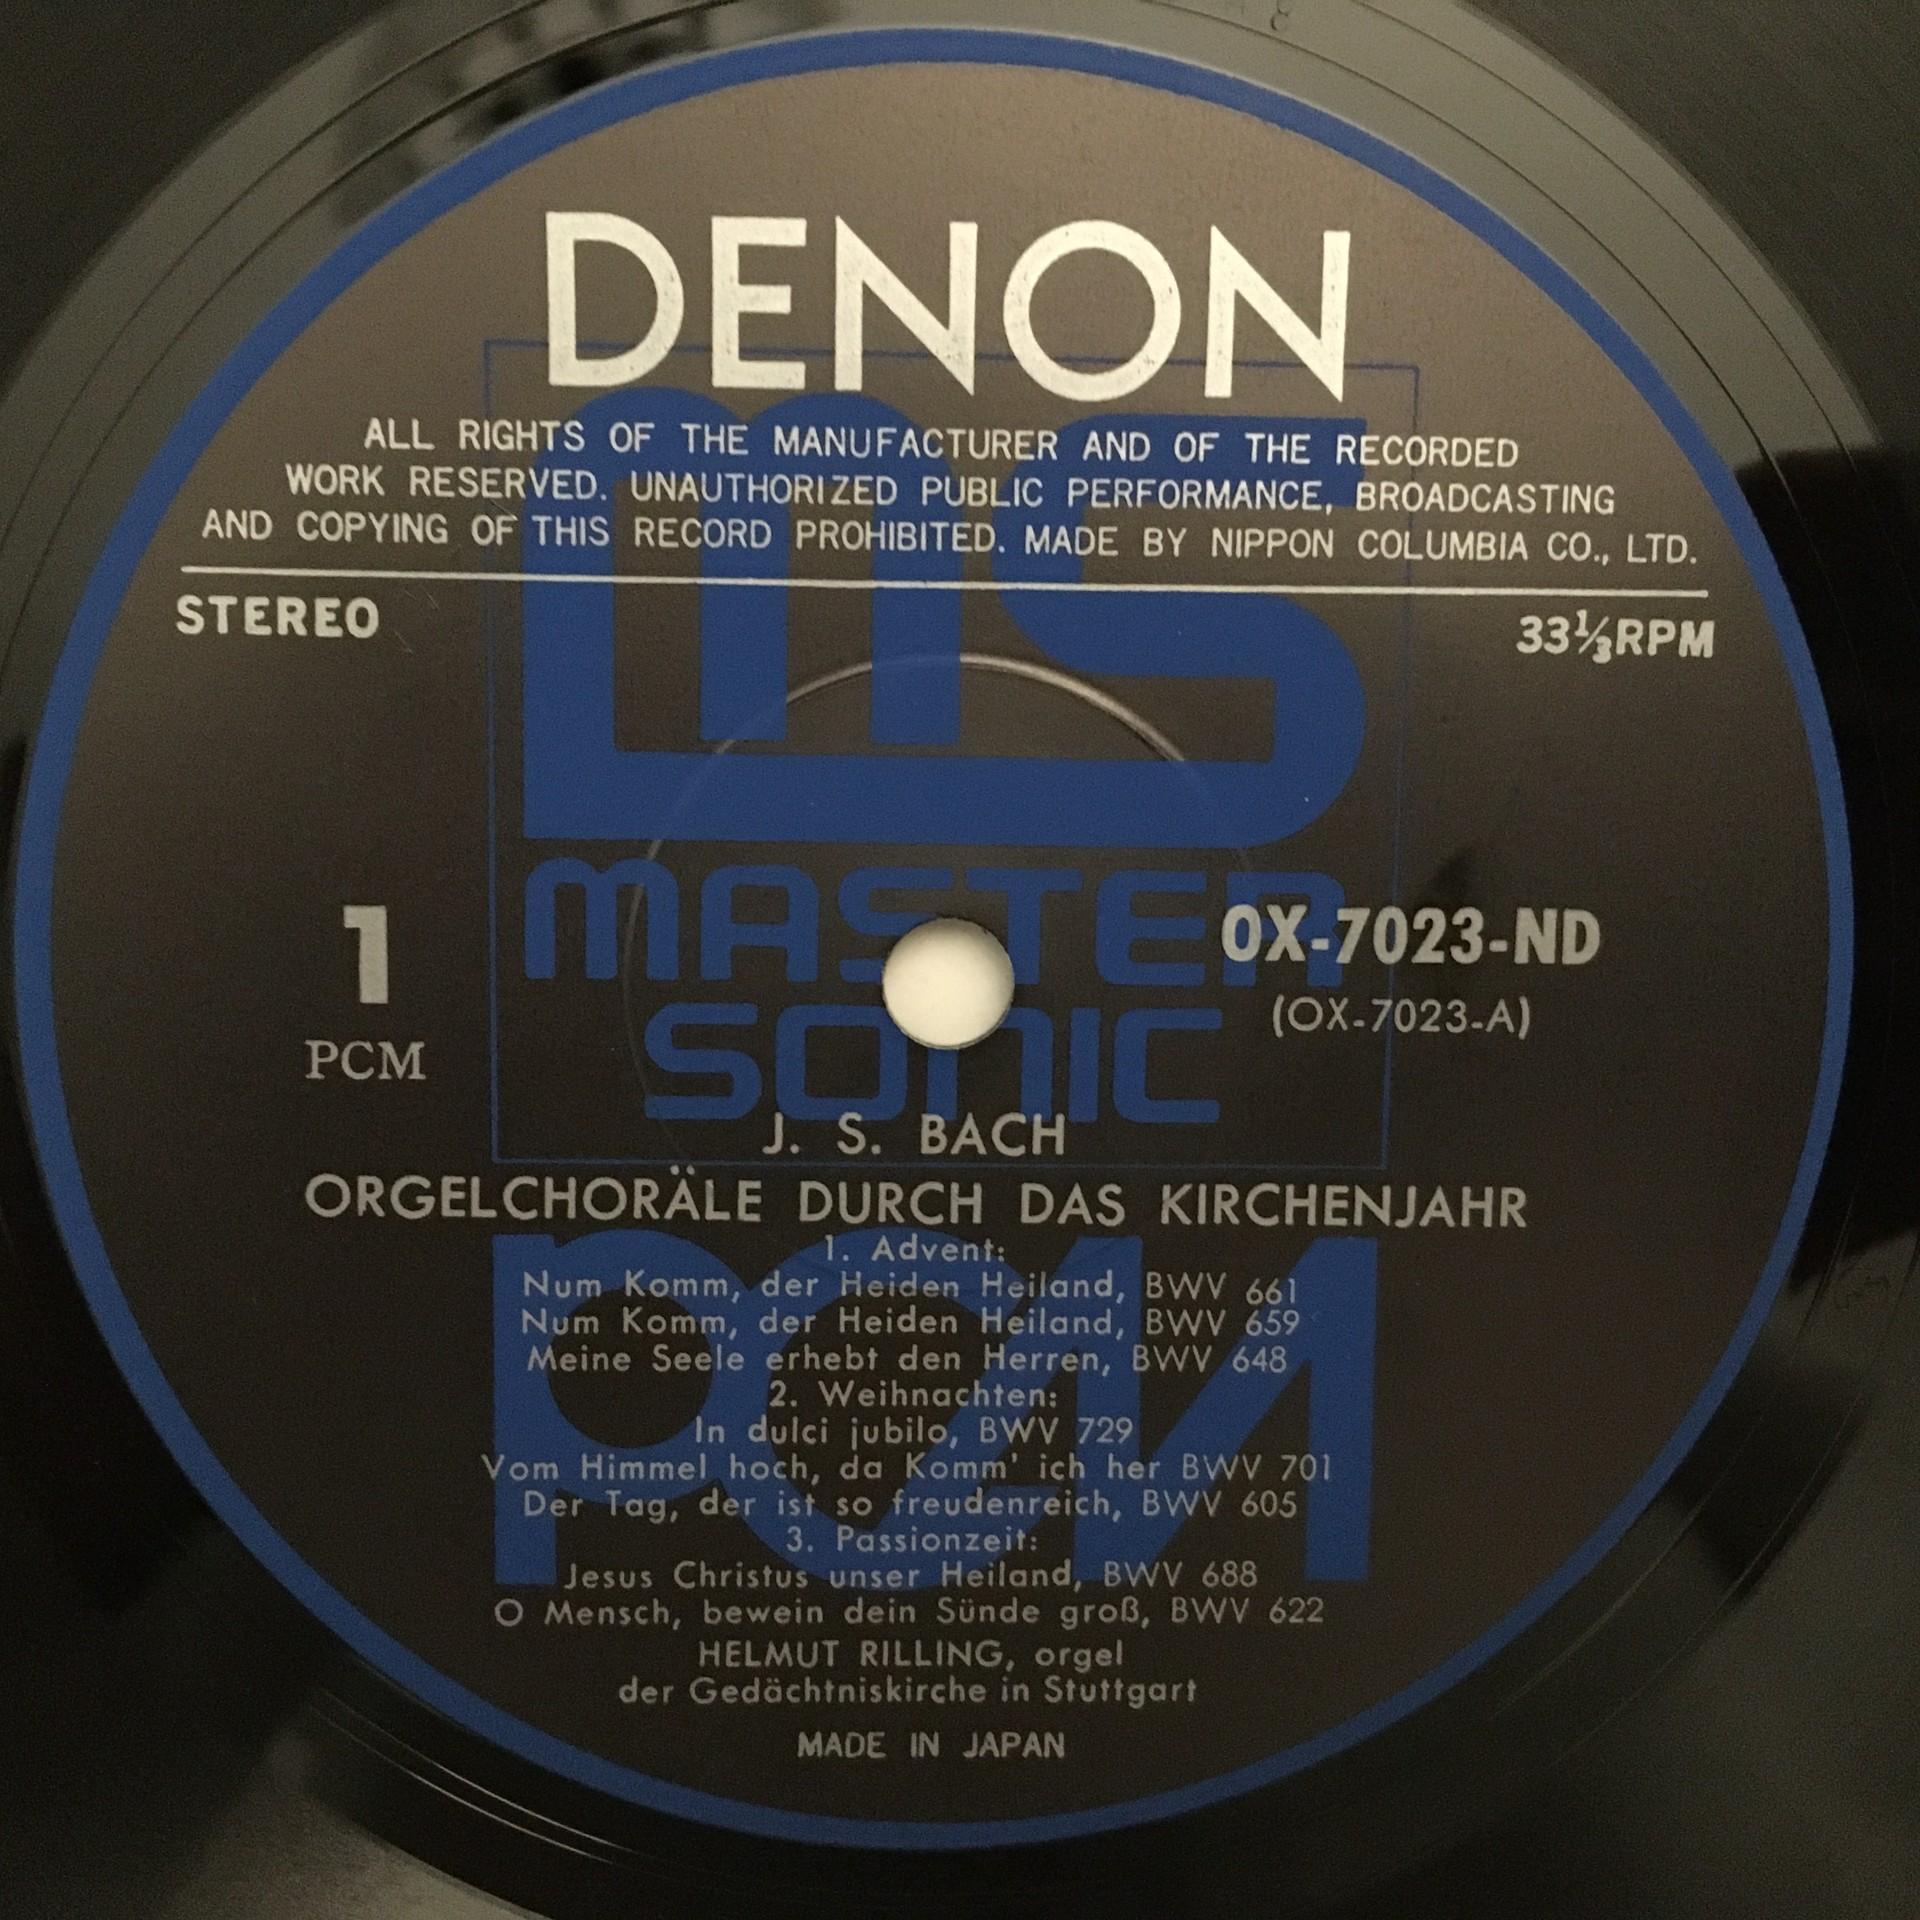 DENON
ALL RIGHTS OF THE MANUFACTURER AND OF THE RECORDED
WORK RESERVED. UNAUTHORIZED PUBLIC PERFORMANCE, BROADCASTING
AND COPYING OF THIS RECORD PROHIBITED. MADE BY NIPPON COLUMBIA CO., LTD.
STEREO
33⅓RPM
ms
MASTER
SONIC
1
PCM
OX-7023-ND
(OX-7023-A)
J. S. BACH
ORGELCHORÄLE DURCH DAS KIRCHENJAHR
PCM
1. Advent:
Num Komm, der Heiden Heiland, BWV 661
Num Komm, der Heiden Heiland, BWV 659
Meine Seele erhebt den Herren, BWV 648
2. Weihnachten:
In dulci jubilo, BWV 729
Vom Himmel hoch, da Komm' ich her BWV 701
Der Tag, der ist so freudenreich, BWV 605
3. Passionzeit:
Jesus Christus unser Heiland, BWV 688
O Mensch, bewein dein Sünde groß, BWV 622
HELMUT RILLING, orgel
der Gedächtniskirche in Stuttgart
MADE IN JAPAN